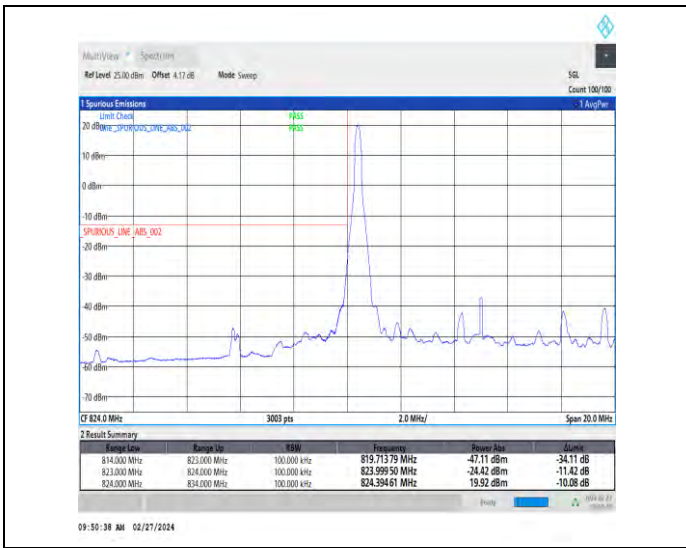 MultiView Spectrum
Ref Level 25.00 dBm Offset 4.17 dB Mode Sweep SGL
Count 100/100
1 Spurious Emissions 1 AvgPwr
Limit Check PASS
20 dBm LINE_SPURIOUS_LINE_ABS_002 PASS
10 dBm
0 dBm
-10 dBm
SPURIOUS_LINE_ABS_002
-20 dBm
-30 dBm
-40 dBm
-50 dBm
-60 dBm
-70 dBm
CF 824.0 MHz 3003 pts 2.0 MHz/ Span 20.0 MHz
2 Result Summary
Range Low Range Up RBW Frequency Power Abs ΔLimit
814.000 MHz 823.000 MHz 100.000 kHz 819.71379 MHz -47.11 dBm -34.11 dB
823.000 MHz 824.000 MHz 100.000 kHz 823.99950 MHz -24.42 dBm -11.42 dB
824.000 MHz 834.000 MHz 100.000 kHz 824.39461 MHz 19.92 dBm -10.08 dB
Ready
09:50:38 AM 02/27/2024